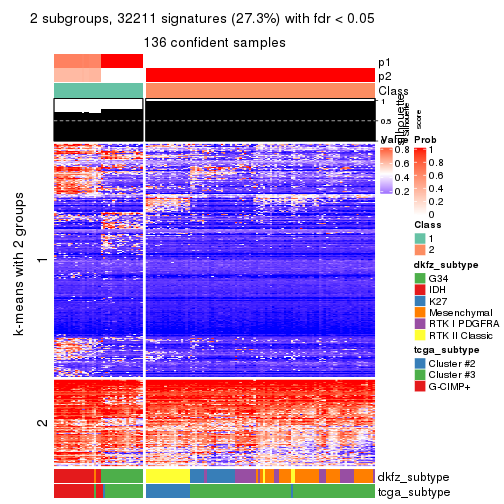 2 subgroups, 32211 signatures (27.3%) with fdr < 0.05
136 confident samples
p1
p2
Class
1
0.5
0
silhouette
Silhouette
score
k-means with 2 groups
1
2
Value
0.8
0.6
0.4
0.2
Prob
1
0.8
0.6
0.4
0.2
0
Class
1
2
dkfz_subtype
G34
IDH
K27
Mesenchymal
RTK I PDGFRA
RTK II Classic
tcga_subtype
Cluster #2
Cluster #3
G-CIMP+
dkfz_subtype
tcga_subtype